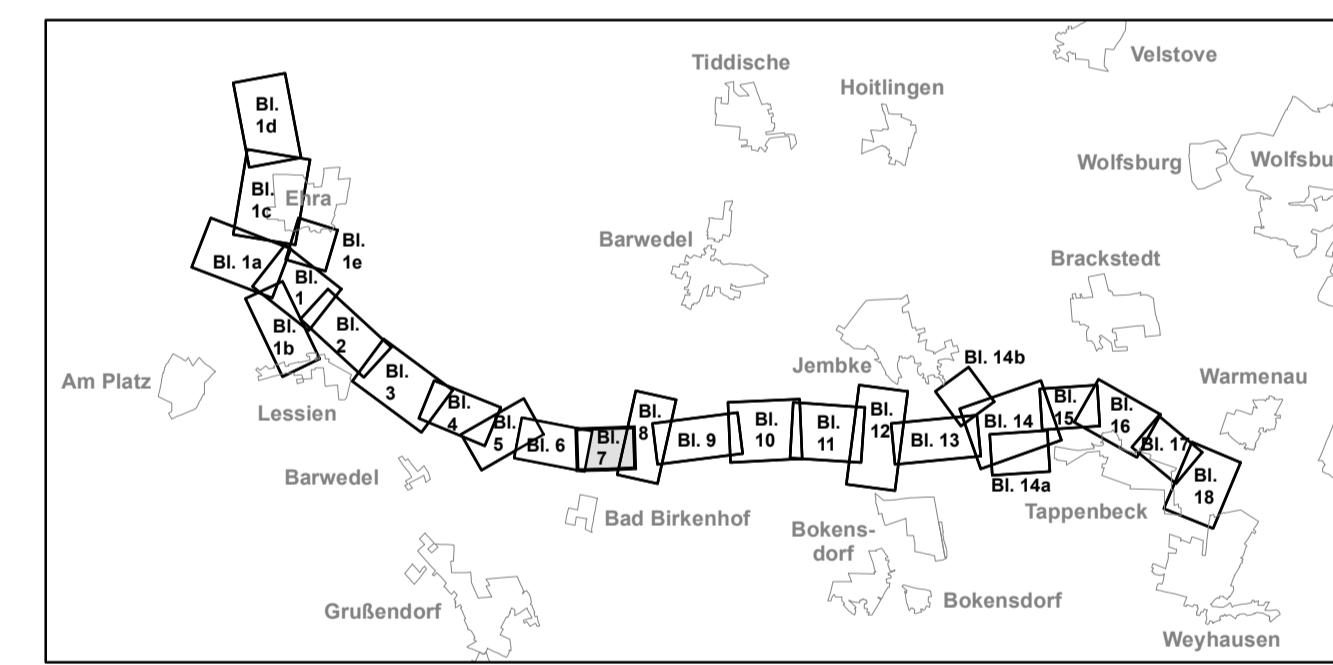 Velstove
Tiddische
Hoitlingen
Bl.
1d
Wolfsburg
Wolfsbu
Bl.
1c
Ehra
Barwedel
Bl.
1e
Bl. 1a
Brackstedt
Bl.
1
Bl.
1b
Bl.
2
Jembke
Bl. 14b
Am Platz
Bl.
3
Warmenau
Lessien
Bl.
4
Bl.
5
Bl. 6
Bl.
7
Bl.
8
Bl. 9
Bl.
10
Bl.
11
Bl.
12
Bl. 13
Bl. 14
Bl.
15
Bl.
16
Bl. 17
Bl.
18
Bl. 14a
Barwedel
Bad Birkenhof
Tappenbeck
Bokens-
dorf
Bokensdorf
Grußendorf
Weyhausen